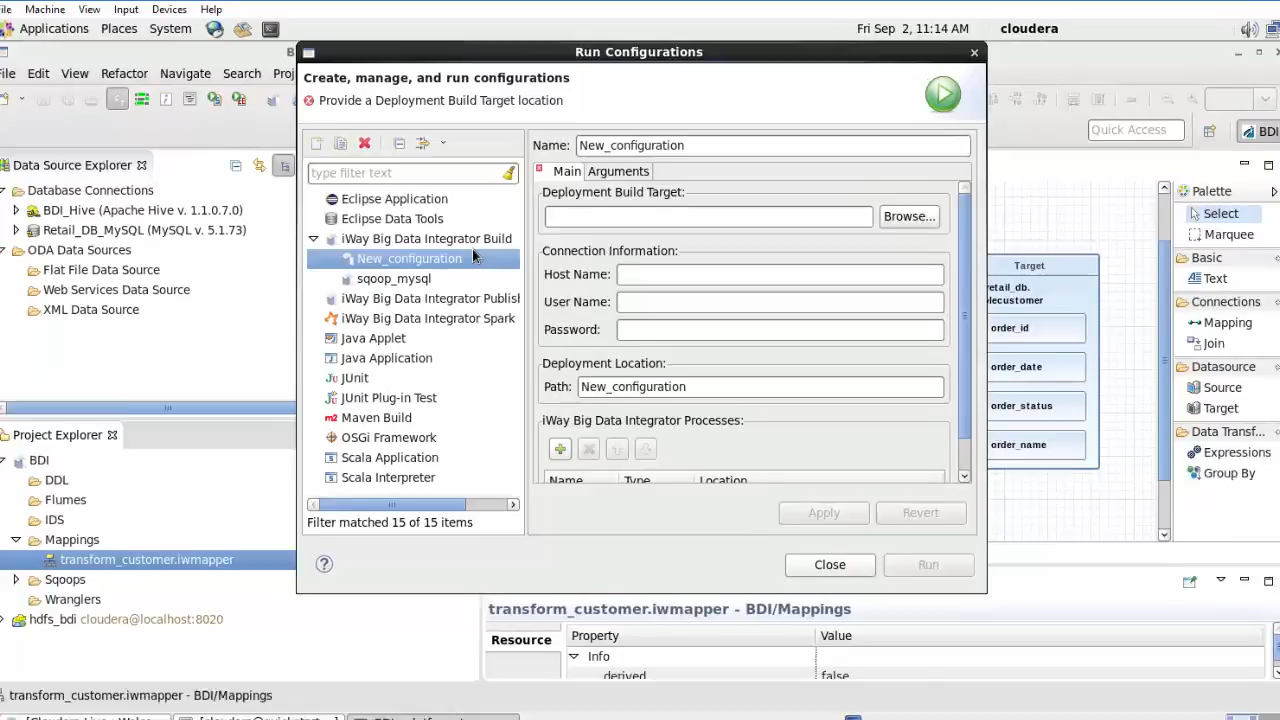 File Machine View Input Devices Help
Applications Places System
Fri Sep 2, 11:14 AM
cloudera
Run Configurations
File Edit View Refactor Navigate Search
Create, manage, and run configurations
Provide a Deployment Build Target location
Quick Access
BDI
Data Source Explorer
Database Connections
BDI_Hive (Apache Hive v. 1.1.0.7.0)
Retail_DB_MySQL (MySQL v. 5.1.73)
ODA Data Sources
Flat File Data Source
Web Services Data Source
XML Data Source
Project Explorer
BDI
DDL
Flumes
IDS
Mappings
transform_customer.iwmapper
Sqoops
Wranglers
hdfs_bdi cloudera@localhost:8020
type filter text
Eclipse Application
Eclipse Data Tools
iWay Big Data Integrator Build
New_configuration
sqoop_mysql
iWay Big Data Integrator Publish
iWay Big Data Integrator Spark
Java Applet
Java Application
JUnit
JUnit Plug-in Test
Maven Build
OSGi Framework
Scala Application
Scala Interpreter
Filter matched 15 of 15 items
Name: New_configuration
Main Arguments
Deployment Build Target:
Browse...
Connection Information:
Host Name:
User Name:
Password:
Deployment Location:
Path: New_configuration
iWay Big Data Integrator Processes:
Name Type Location
Apply Revert
Close Run
Target
retail_db.
order_id
order_date
order_status
order_name
Palette
Select
Marquee
Basic
Text
Connections
Mapping
Join
Datasource
Source
Target
Data Transf...
Expressions
Group By
transform_customer.iwmapper - BDI/Mappings
Resource
Property Value
Info
derived false
transform_customer.iwmapper - BDI/Mappings